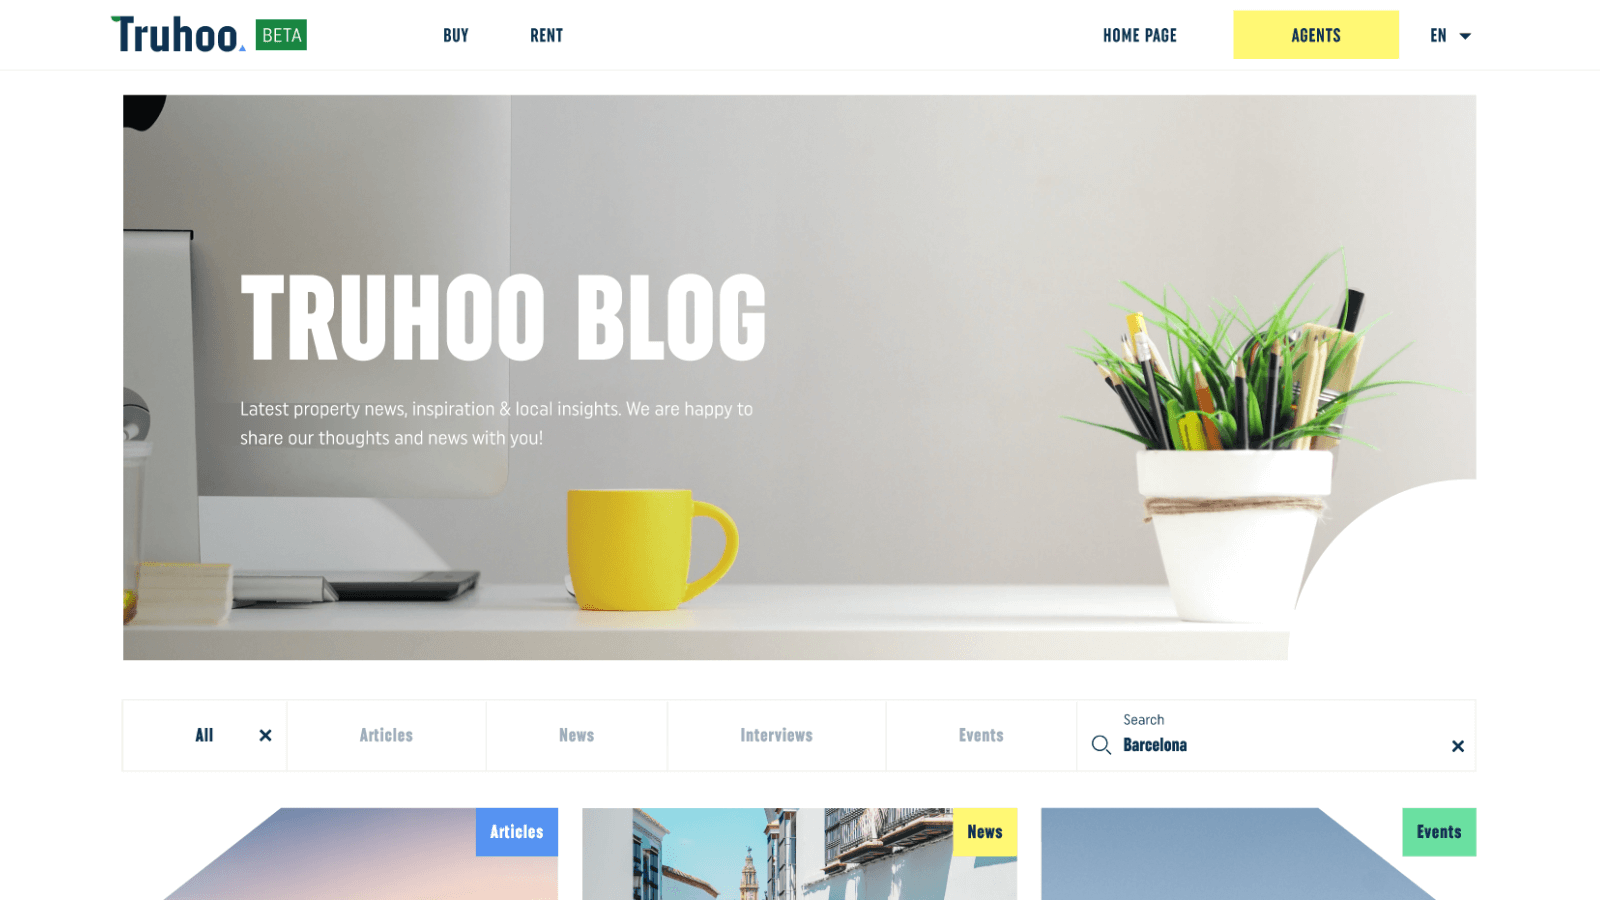 Truhoo. BETA
BUY
RENT
HOME PAGE
AGENTS
EN
TRUHOO BLOG
Latest property news, inspiration & local insights. We are happy to
share our thoughts and news with you!
All
Articles
News
Interviews
Events
Search
Barcelona
Articles
News
Events